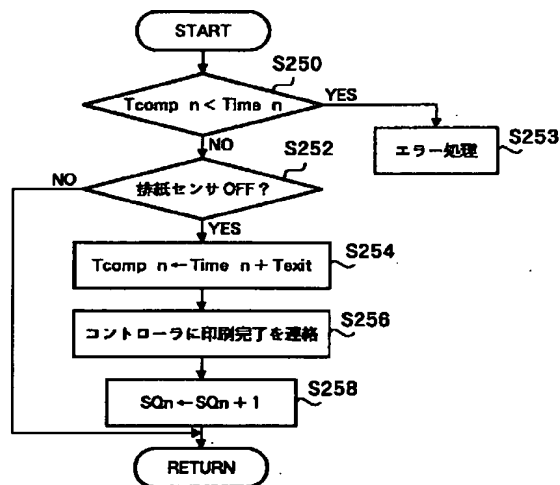 START
S250
Tcomp n < Time n
YES
S253
エラー処理
NO
S252
排紙センサOFF?
NO
YES
S254
Tcomp n←Time n + Texit
S256
コントローラに印刷完了を連絡
S258
SQn←SQn + 1
RETURN